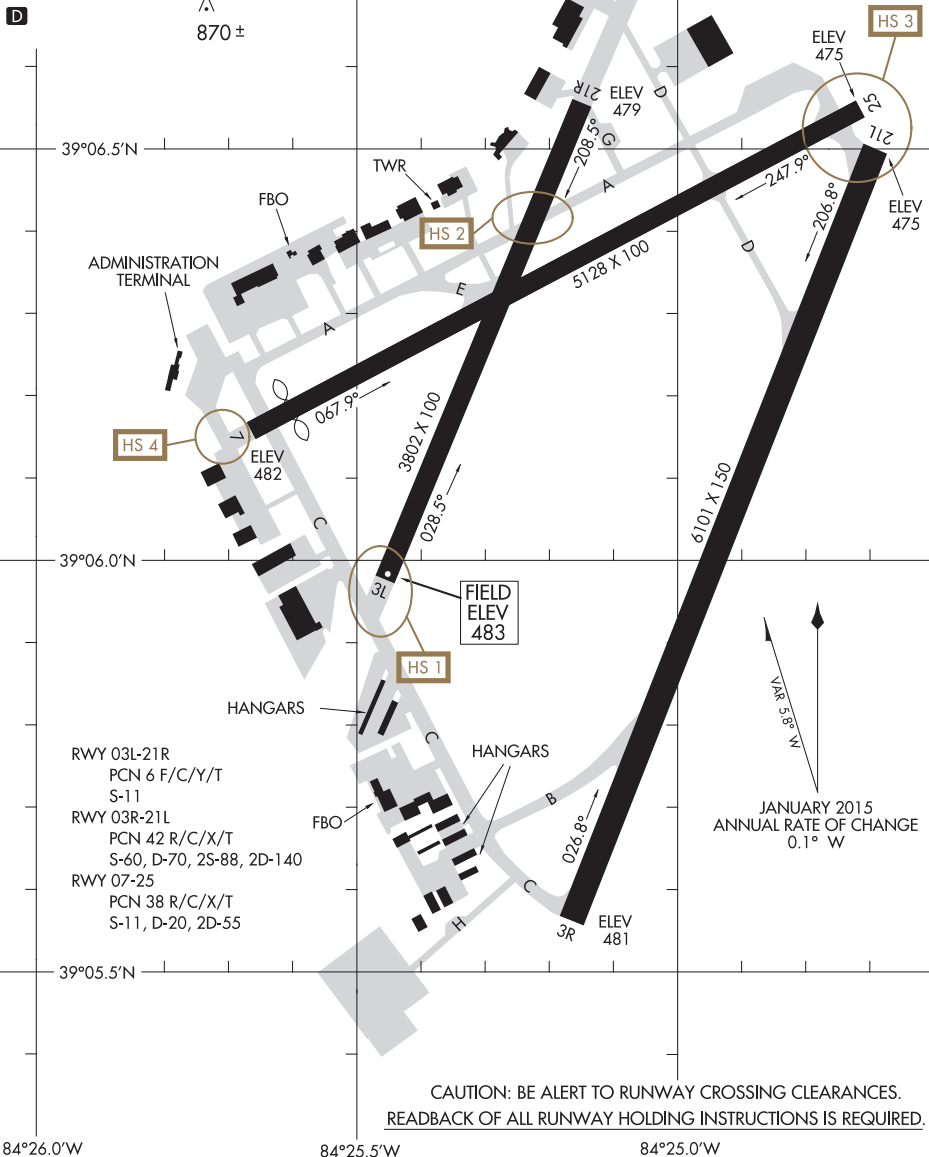 D
870 ±
HS 3
ELEV
475
25
21L
ELEV
475
21R
ELEV
479
208.5°
G
D
A
39°06.5'N
TWR
FBO
HS 2
247.9°
206.8°
D
ADMINISTRATION
TERMINAL
E
5128 X 100
A
067.9°
HS 4
7
ELEV
482
3802 X 100
028.5°
C
6101 X 150
39°06.0'N
3L
FIELD
ELEV
483
HS 1
VAR 5.8° W
HANGARS
C
HANGARS
RWY 03L-21R
PCN 6 F/C/Y/T
S-11
RWY 03R-21L
PCN 42 R/C/X/T
S-60, D-70, 2S-88, 2D-140
RWY 07-25
PCN 38 R/C/X/T
S-11, D-20, 2D-55
FBO
B
026.8°
JANUARY 2015
ANNUAL RATE OF CHANGE
0.1° W
C
H
3R
ELEV
481
39°05.5'N
CAUTION: BE ALERT TO RUNWAY CROSSING CLEARANCES.
READBACK OF ALL RUNWAY HOLDING INSTRUCTIONS IS REQUIRED.
84°26.0'W
84°25.5'W
84°25.0'W